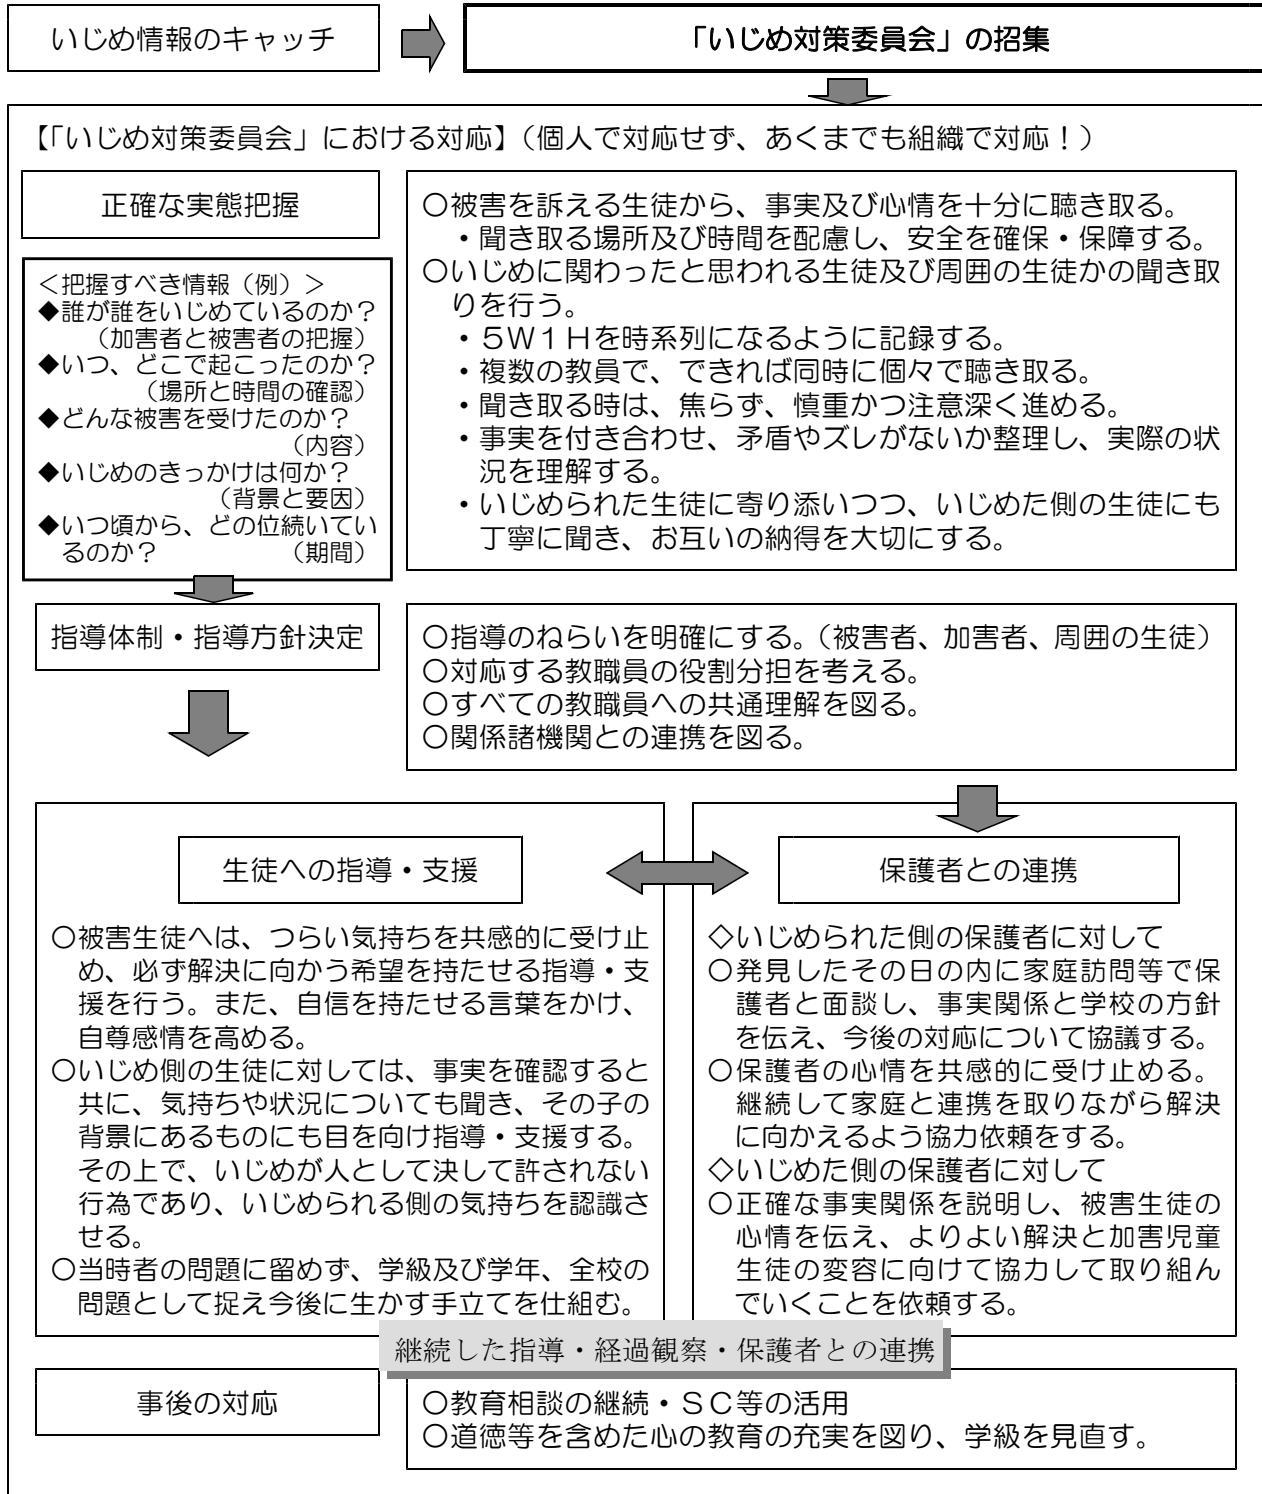 いじめ情報のキャッチ
「いじめ対策委員会」の招集
【「いじめ対策委員会」における対応】（個人で対応せず、あくまでも組織で対応！）
正確な実態把握
＜把握すべき情報（例）＞
◆誰が誰をいじめているのか？
（加害者と被害者の把握）
◆いつ、どこで起こったのか？
（場所と時間の確認）
◆どんな被害を受けたのか？
（内容）
◆いじめのきっかけは何か？
（背景と要因）
◆いつ頃から、どの位続いてい
るのか？　（期間）
〇被害を訴える生徒から、事実及び心情を十分に聴き取る。
・聞き取る場所及び時間を配慮し、安全を確保・保障する。
〇いじめに関わったと思われる生徒及び周囲の生徒かの聞き取
りを行う。
・５Ｗ１Ｈを時系列になるように記録する。
・複数の教員で、できれば同時に個々で聴き取る。
・聞き取る時は、焦らず、慎重かつ注意深く進める。
・事実を付き合わせ、矛盾やズレがないか整理し、実際の状
況を理解する。
・いじめられた生徒に寄り添いつつ、いじめた側の生徒にも
丁寧に聞き、お互いの納得を大切にする。
指導体制・指導方針決定
〇指導のねらいを明確にする。（被害者、加害者、周囲の生徒）
〇対応する教職員の役割分担を考える。
〇すべての教職員への共通理解を図る。
〇関係諸機関との連携を図る。
生徒への指導・支援
〇被害生徒へは、つらい気持ちを共感的に受け止
め、必ず解決に向かう希望を持たせる指導・支
援を行う。また、自信を持たせる言葉をかけ、
自尊感情を高める。
〇いじめ側の生徒に対しては、事実を確認すると
共に、気持ちや状況についても聞き、その子の
背景にあるものにも目を向け指導・支援する。
その上で、いじめが人として決して許されない
行為であり、いじめられる側の気持ちを認識さ
せる。
〇当時者の問題に留めず、学級及び学年、全校の
問題として捉え今後に生かす手立てを仕組む。
保護者との連携
◇いじめられた側の保護者に対して
〇発見したその日の内に家庭訪問等で保
護者と面談し、事実関係と学校の方針
を伝え、今後の対応について協議する。
〇保護者の心情を共感的に受け止める。
継続して家庭と連携を取りながら解決
に向かえるよう協力依頼をする。
◇いじめた側の保護者に対して
〇正確な事実関係を説明し、被害生徒の
心情を伝え、よりよい解決と加害児童
生徒の変容に向けて協力して取り組ん
でいくことを依頼する。
継続した指導・経過観察・保護者との連携
事後の対応
〇教育相談の継続・ＳＣ等の活用
〇道徳等を含めた心の教育の充実を図り、学級を見直す。